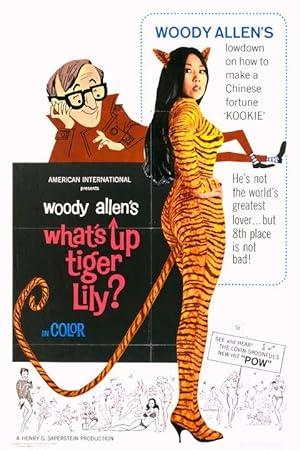 WOODY ALLEN'S
lowdown
on how to
make a
Chinese
fortune
'KOOKIE'
He's not
the world's
greatest
lover...but
8th place
is not
bad!
AMERICAN INTERNATIONAL
presents
woody allen's
what's up
tiger
Lily?
IN COLOR
SEE and HEAR!
THE LOVIN SPOONFULS
NEW HIT "POW"
A HENRY G. SAPERSTEIN PRODUCTION